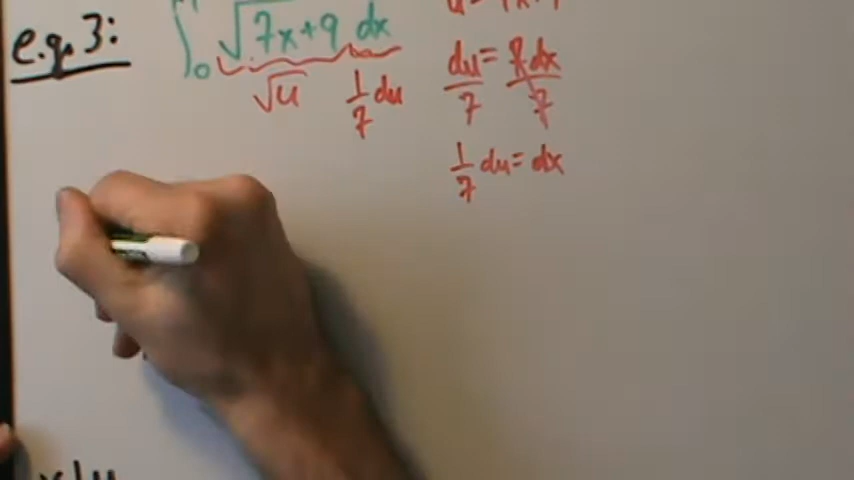 e.g. 3: ∫₀ √7x+9 dx
√u 1/7 du
du/7 = 7dx/7
1/7 du = dx
x | u